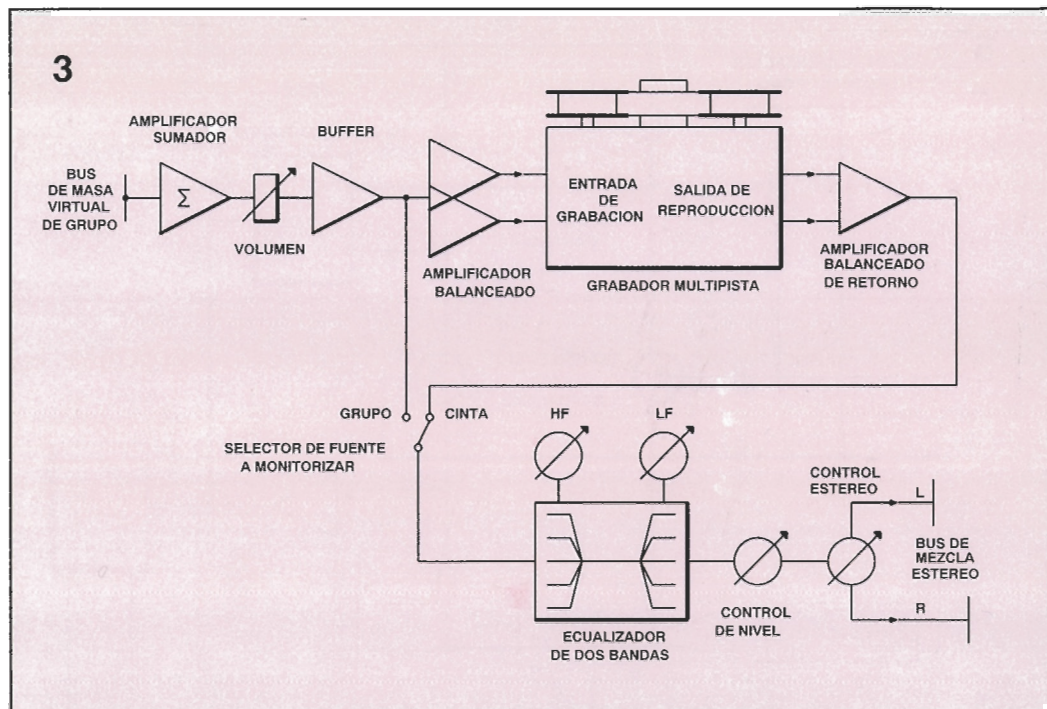 3
AMPLIFICADOR
SUMADOR
BUFFER
BUS
DE MASA
VIRTUAL
DE GRUPO
Σ
VOLUMEN
AMPLIFICADOR
BALANCEADO
ENTRADA
DE
GRABACION
SALIDA DE
REPRODUCCION
GRABADOR MULTIPISTA
AMPLIFICADOR
BALANCEADO
DE RETORNO
GRUPO
CINTA
SELECTOR DE FUENTE
A MONITORIZAR
HF
LF
ECUALIZADOR
DE DOS BANDAS
CONTROL
DE NIVEL
CONTROL
ESTEREO
L
BUS DE
MEZCLA
ESTEREO
R